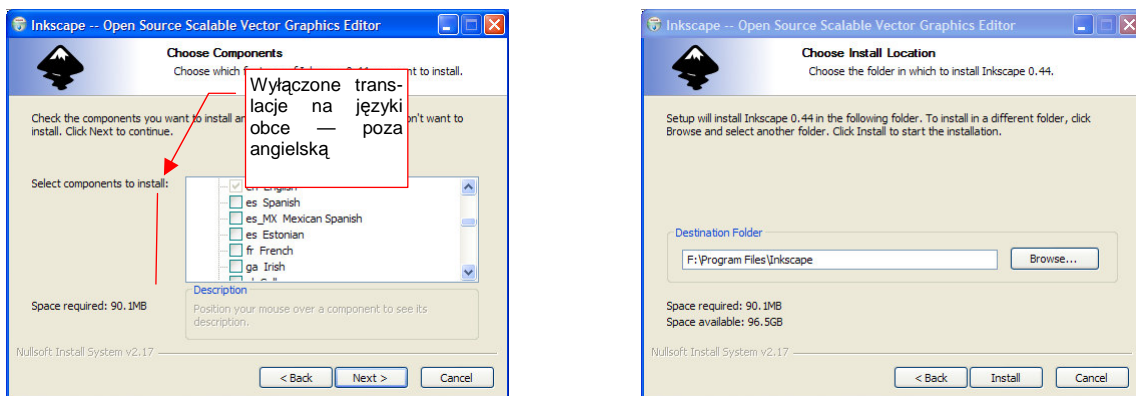 Inkscape -- Open Source Scalable Vector Graphics Editor
Choose Components
Choose which
nt to install.
Wyłączone trans-
lacje na języki
obce — poza
angielską
Check the components you want to install
on't want to
install. Click Next to continue.
Select components to install:
en English
es Spanish
es_MX Mexican Spanish
es Estonian
fr French
ga Irish
Description
Position your mouse over a component to see its
description.
Space required: 90.1MB
Nullsoft Install System v2.17
< Back Next > Cancel
Inkscape -- Open Source Scalable Vector Graphics Editor
Choose Install Location
Choose the folder in which to install Inkscape 0.44.
Setup will install Inkscape 0.44 in the following folder. To install in a different folder, click
Browse and select another folder. Click Install to start the installation.
Destination Folder
F:\Program Files\Inkscape
Browse...
Space required: 90.1MB
Space available: 96.5GB
Nullsoft Install System v2.17
< Back Install Cancel